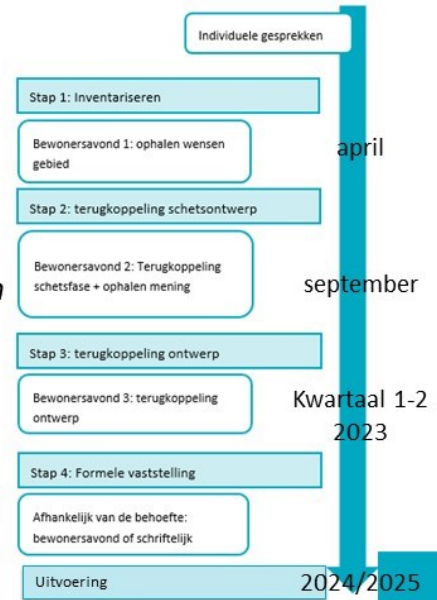 Individuele gesprekken
Stap 1: Inventariseren
Bewonersavond 1: ophalen wensen
gebied
april
Stap 2: terugkoppeling schetsontwerp
Bewonersavond 2: Terugkoppeling
schetsfase + ophalen mening
september
Stap 3: terugkoppeling ontwerp
Bewonersavond 3: terugkoppeling
ontwerp
Kwartaal 1-2
2023
Stap 4: Formele vaststelling
Afhankelijk van de behoefte:
bewonersavond of schriftelijk
Uitvoering
2024/2025